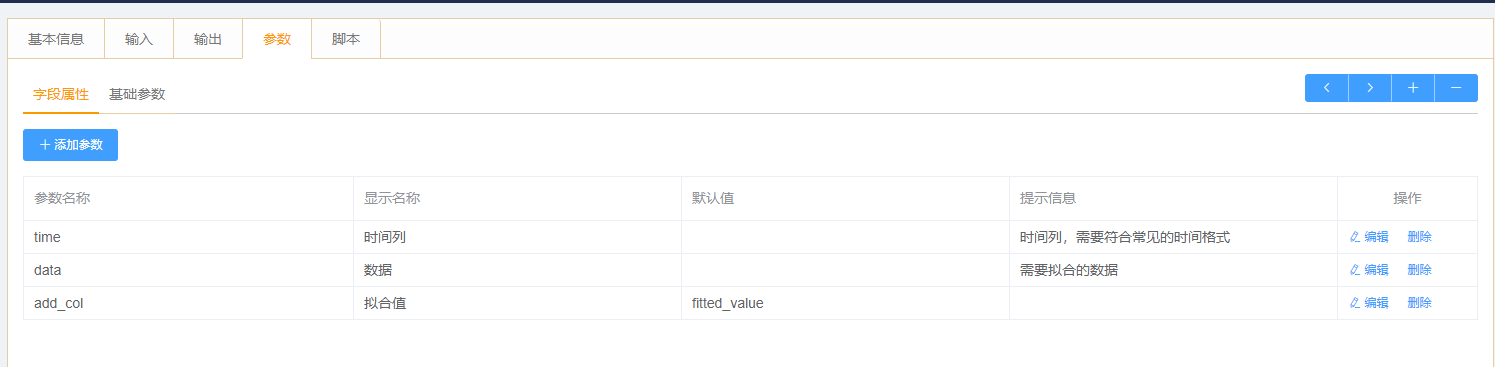 基本信息 输入 输出 参数 脚本
字段属性 基础参数
+ 添加参数
参数名称 显示名称 默认值 提示信息 操作
time 时间列 时间列，需要符合常见的时间格式 编辑 删除
data 数据 需要拟合的数据 编辑 删除
add_col 拟合值 fitted_value 编辑 删除